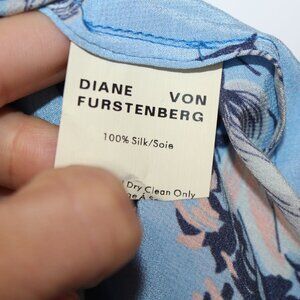 DIANE VON
FURSTENBERG
100% Silk/Soie
Dry Clean Only
À